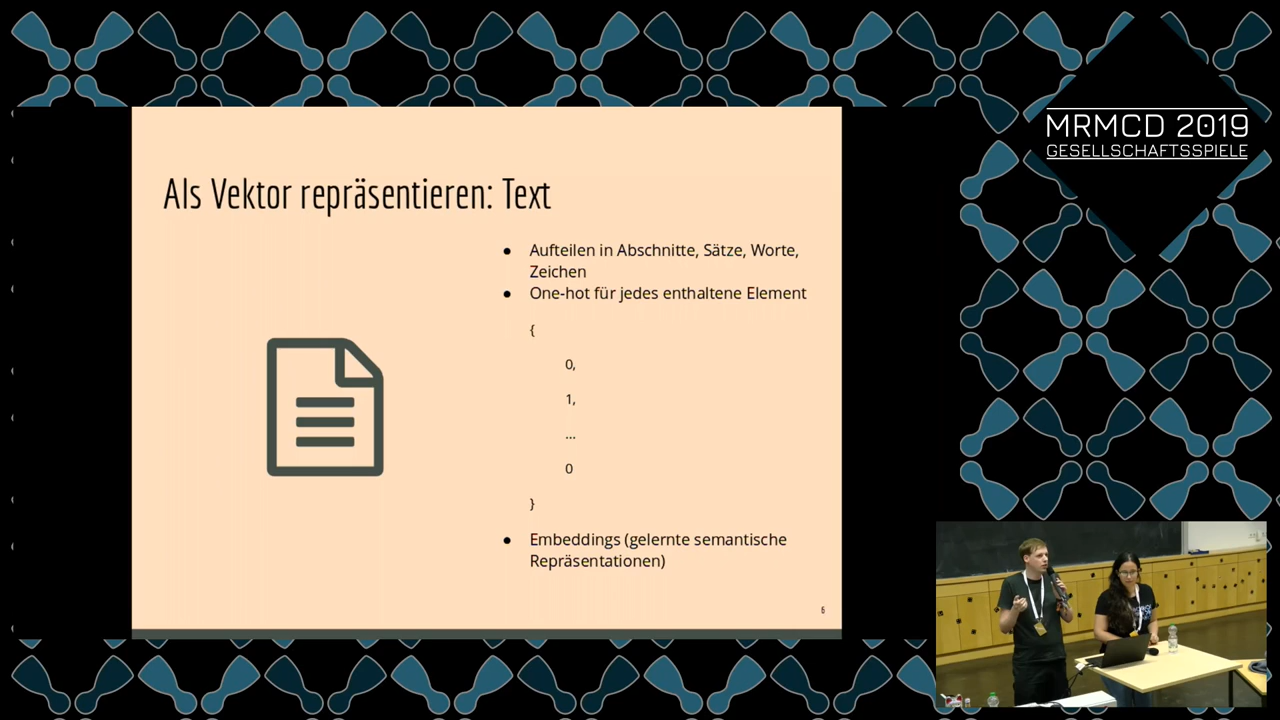 MRMCD 2019
GESELLSCHAFTSSPIELE
Als Vektor repräsentieren: Text
● Aufteilen in Abschnitte, Sätze, Worte,
Zeichen
● One-hot für jedes enthaltene Element
{
0,
1,
...
0
}
● Embeddings (gelernte semantische
Repräsentationen)
6